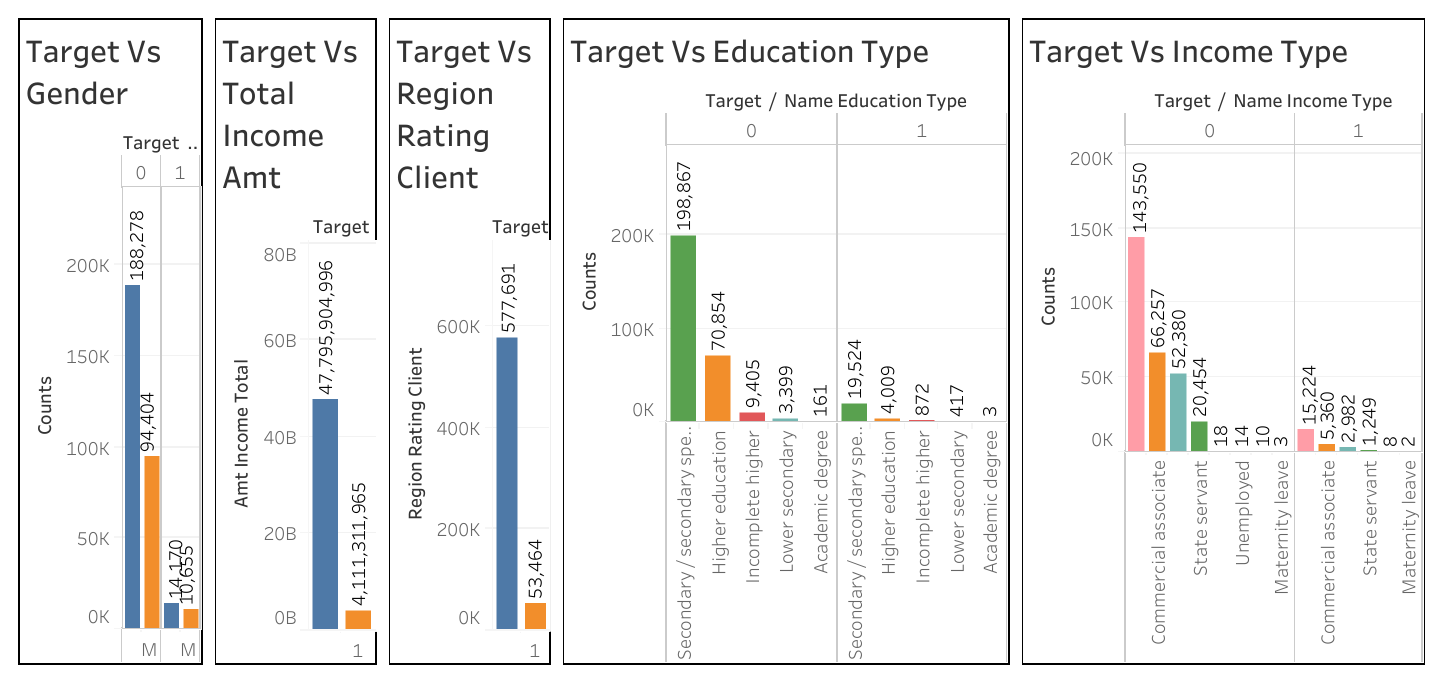 Target Vs
Gender
Target ..
0 1
Counts
200K
150K
100K
50K
0K
188,278
94,404
14,170
10,655
M M
Target Vs
Total
Income
Amt
Target
Amt Income Total
80B
60B
40B
20B
0B
47,795,904,996
4,111,311,965
1
Target Vs
Region
Rating
Client
Target
Region Rating Client
600K
400K
200K
0K
577,691
53,464
1
Target Vs Education Type
Target / Name Education Type
0 1
Counts
200K
100K
0K
198,867
70,854
9,405
3,399
161
19,524
4,009
872
417
3
Secondary / secondary spe..
Higher education
Incomplete higher
Lower secondary
Academic degree
Secondary / secondary spe..
Higher education
Incomplete higher
Lower secondary
Academic degree
Target Vs Income Type
Target / Name Income Type
0 1
Counts
200K
150K
100K
50K
0K
143,550
66,257
52,380
20,454
18
14
10
3
15,224
5,360
2,982
1,249
8
2
Commercial associate
State servant
Unemployed
Maternity leave
Commercial associate
State servant
Maternity leave